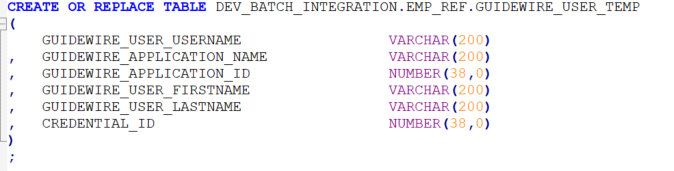 CREATE OR REPLACE TABLE DEV_BATCH_INTEGRATION.EMP_REF.GUIDEWIRE_USER_TEMP
(
    GUIDEWIRE_USER_USERNAME                  VARCHAR(200)
,   GUIDEWIRE_APPLICATION_NAME               VARCHAR(200)
,   GUIDEWIRE_APPLICATION_ID                 NUMBER(38,0)
,   GUIDEWIRE_USER_FIRSTNAME                 VARCHAR(200)
,   GUIDEWIRE_USER_LASTNAME                  VARCHAR(200)
,   CREDENTIAL_ID                            NUMBER(38,0)
)
;